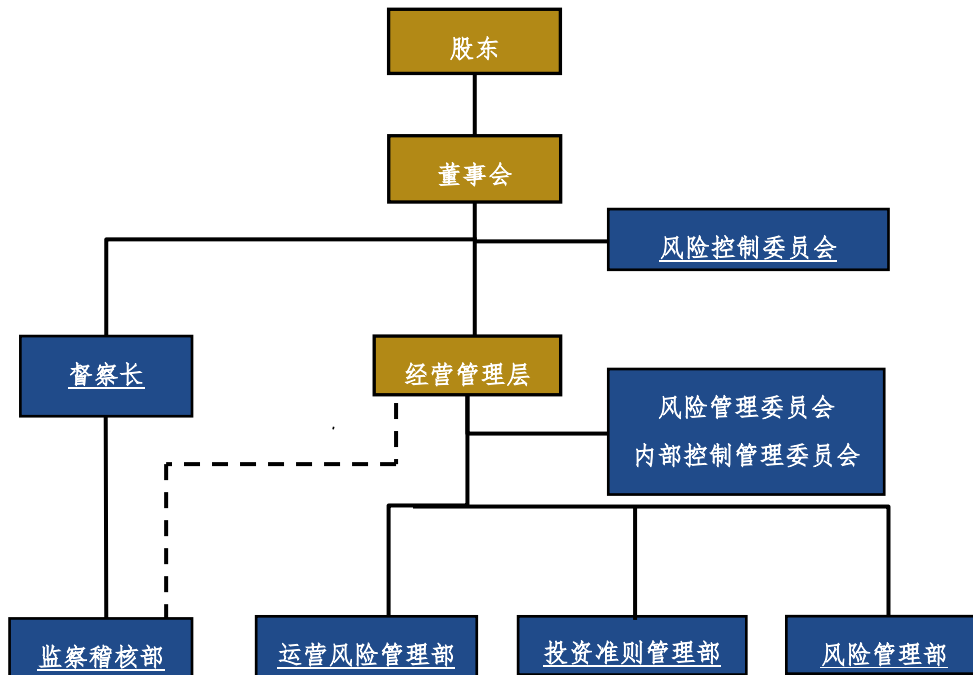 股东
董事会
风险控制委员会
督察长
经营管理层
风险管理委员会
内部控制管理委员会
监察稽核部
运营风险管理部
投资准则管理部
风险管理部